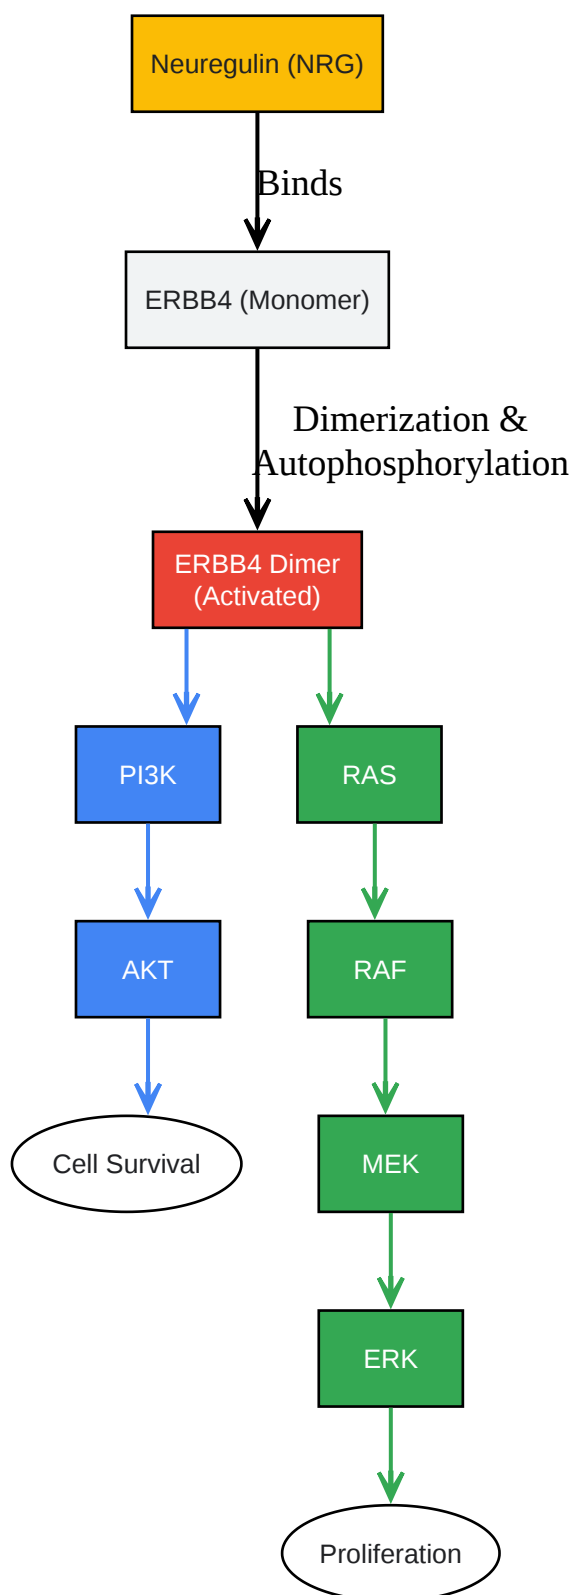 Neuregulin (NRG)
Binds
ERBB4 (Monomer)
Dimerization &
Autophosphorylation
ERBB4 Dimer
(Activated)
PI3K
RAS
AKT
RAF
Cell Survival
MEK
ERK
Proliferation